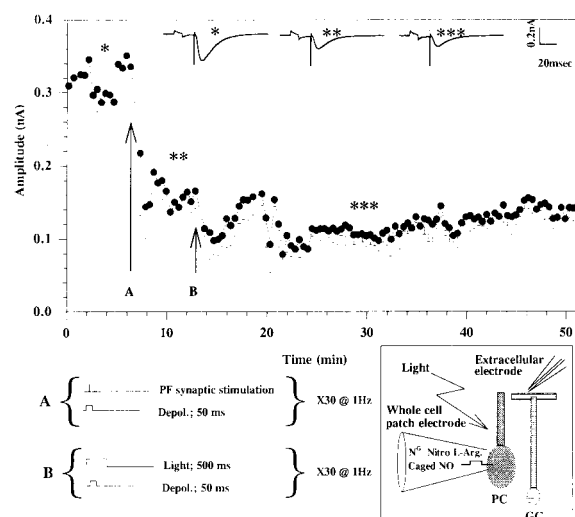 0.4
*
**
***
0.2nA
20msec
0.3
*
Amplitude (nA)
0.2
**
***
0.1
A
B
0.0
0
10
20
30
40
50
Time (min)
A
PF synaptic stimulation
Depol.; 50 ms
X30 @ 1Hz
B
Light; 500 ms
Depol.; 50 ms
X30 @ 1Hz
Light
Extracellular
electrode
Whole cell
patch electrode
N^G Nitro L-Arg.
Caged NO
PC
GC